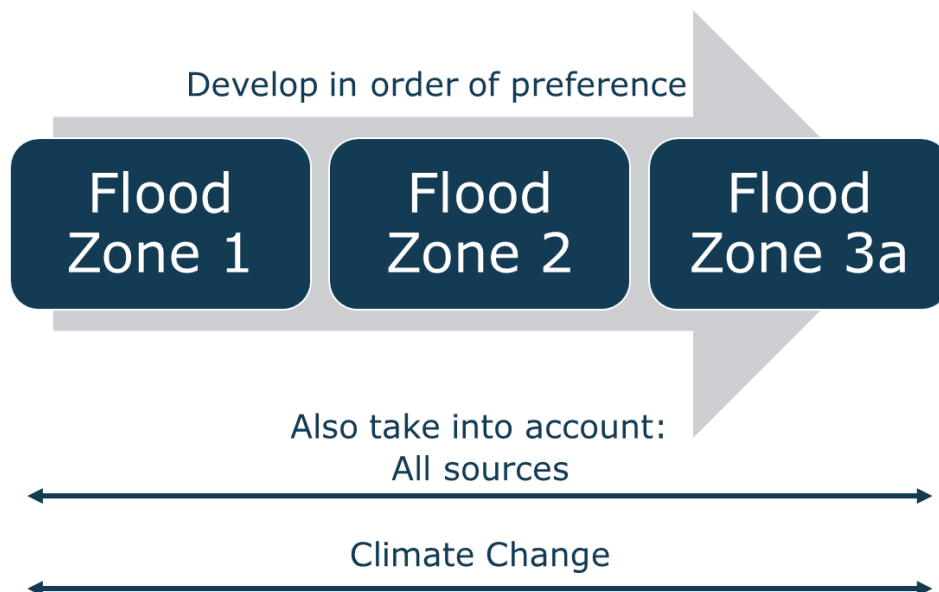 Develop in order of preference
Flood
Zone 1
Flood
Zone 2
Flood
Zone 3a
Also take into account:
All sources
Climate Change